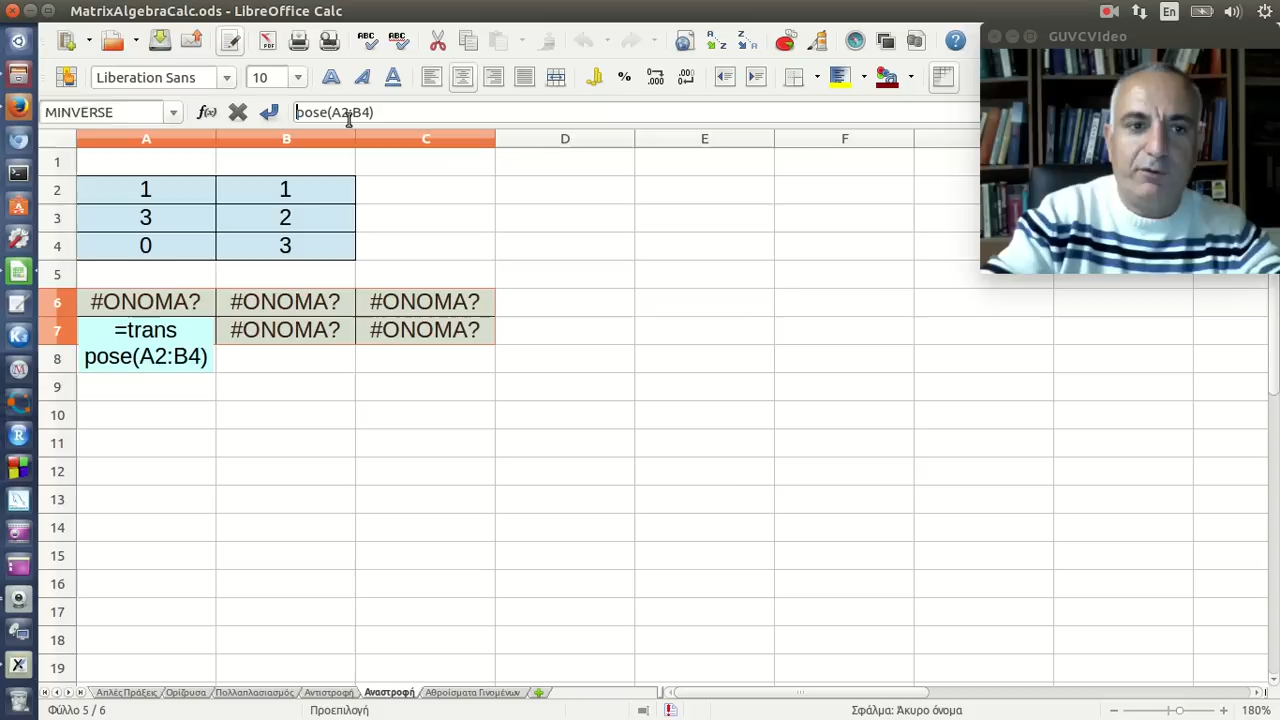 MatrixAlgebraCalc.ods - LibreOffice Calc
En
GUVCVIdeo
Liberation Sans
10
MINVERSE
f(x)
pose(A2:B4)
A B C D E F
1
2 1 1
3 3 2
4 0 3
5
6 #ONOMA? #ONOMA? #ONOMA?
7 =trans #ONOMA? #ONOMA?
8 pose(A2:B4)
9
10
11
12
13
14
15
16
17
18
19
Απλές Πράξεις Ορίζουσα Πολλαπλασιασμός Αντιστροφή Αναστροφή Αθροίσματα Γινομένων
Φύλλο 5 / 6 Προεπιλογή Σφάλμα: Άκυρο όνομα 180%